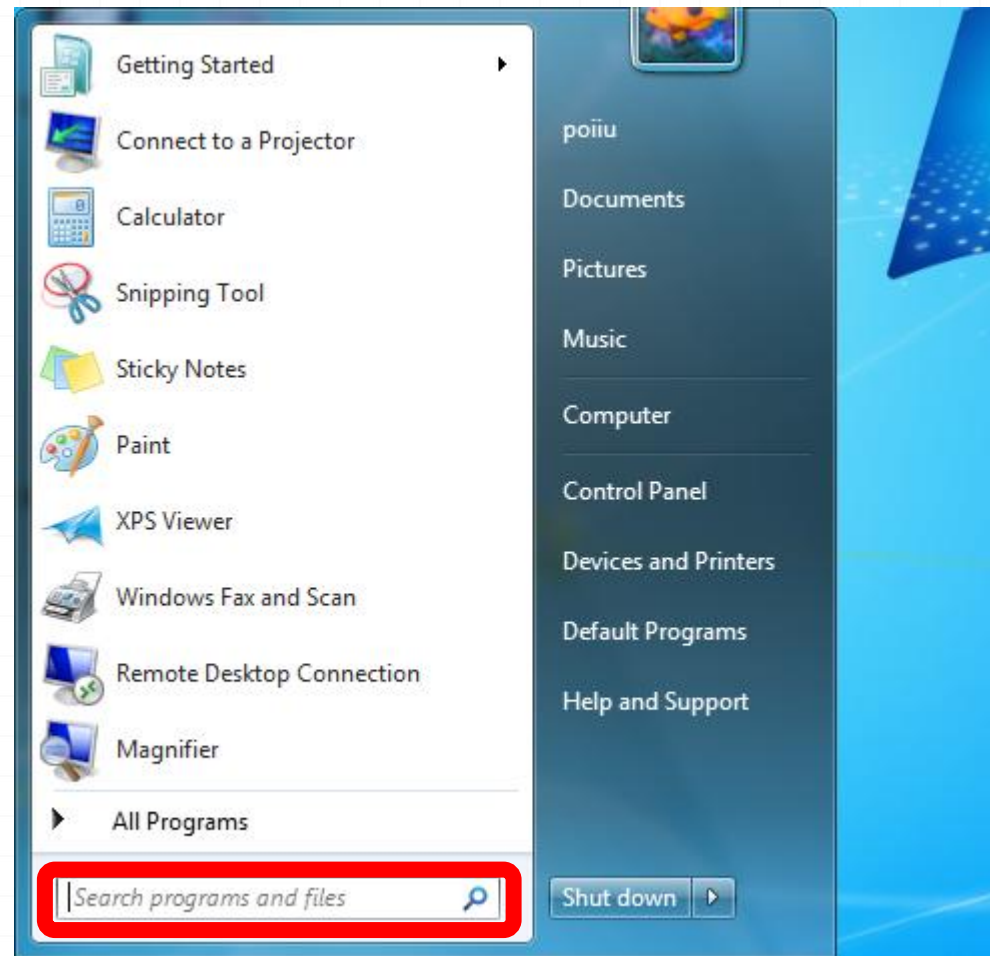 Getting Started
Connect to a Projector
Calculator
Snipping Tool
Sticky Notes
Paint
XPS Viewer
Windows Fax and Scan
Remote Desktop Connection
Magnifier
All Programs
Search programs and files
poiiu
Documents
Pictures
Music
Computer
Control Panel
Devices and Printers
Default Programs
Help and Support
Shut down